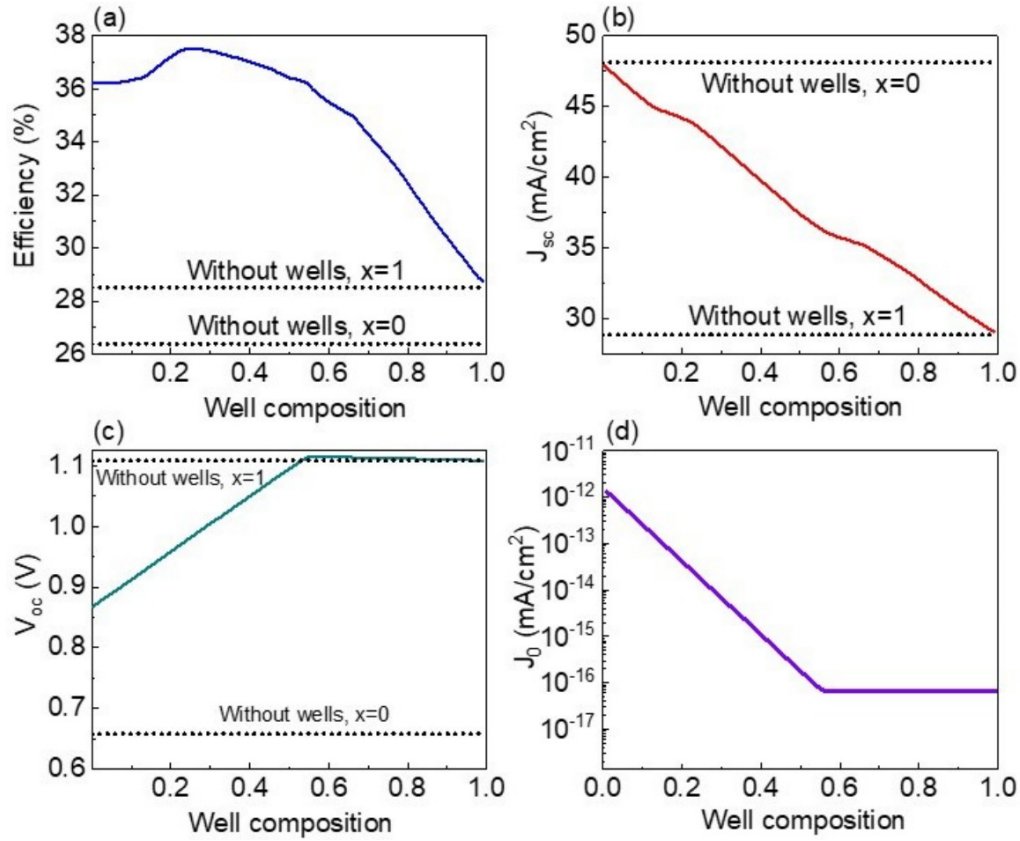 (a)
Efficiency (%)
38
36
34
32
30
28
26
Without wells, x=1
Without wells, x=0
0.2 0.4 0.6 0.8 1.0
Well composition
(b)
J_sc (mA/cm²)
50
45
40
35
30
Without wells, x=0
Without wells, x=1
0.2 0.4 0.6 0.8 1.0
Well composition
(c)
V_oc (V)
1.1
1.0
0.9
0.8
0.7
0.6
Without wells, x=1
Without wells, x=0
0.2 0.4 0.6 0.8 1.0
Well composition
(d)
J₀ (mA/cm²)
10⁻¹¹
10⁻¹²
10⁻¹³
10⁻¹⁴
10⁻¹⁵
10⁻¹⁶
10⁻¹⁷
0.0 0.2 0.4 0.6 0.8 1.0
Well composition